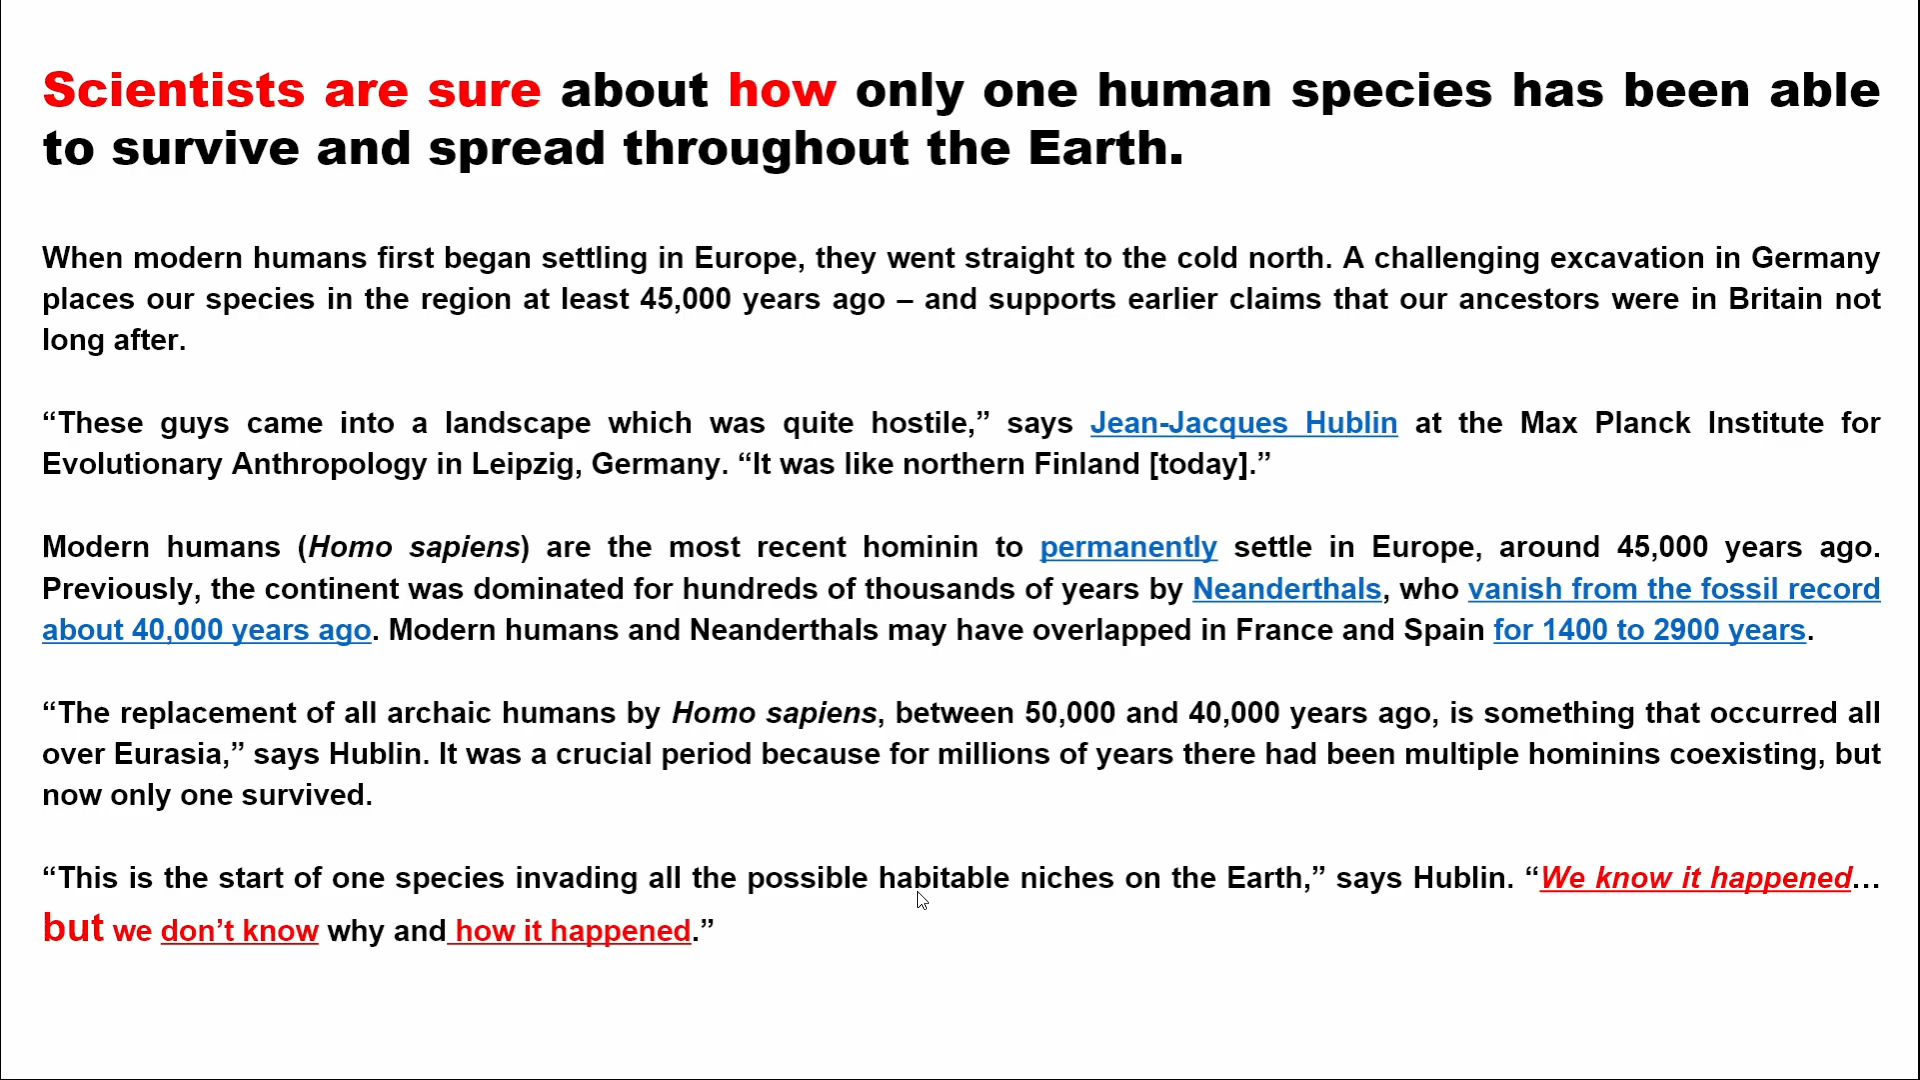 Scientists are sure about how only one human species has been able
to survive and spread throughout the Earth.
When modern humans first began settling in Europe, they went straight to the cold north. A challenging excavation in Germany
places our species in the region at least 45,000 years ago – and supports earlier claims that our ancestors were in Britain not
long after.
“These guys came into a landscape which was quite hostile,” says Jean-Jacques Hublin at the Max Planck Institute for
Evolutionary Anthropology in Leipzig, Germany. “It was like northern Finland [today].”
Modern humans (Homo sapiens) are the most recent hominin to permanently settle in Europe, around 45,000 years ago.
Previously, the continent was dominated for hundreds of thousands of years by Neanderthals, who vanish from the fossil record
about 40,000 years ago. Modern humans and Neanderthals may have overlapped in France and Spain for 1400 to 2900 years.
“The replacement of all archaic humans by Homo sapiens, between 50,000 and 40,000 years ago, is something that occurred all
over Eurasia,” says Hublin. It was a crucial period because for millions of years there had been multiple hominins coexisting, but
now only one survived.
“This is the start of one species invading all the possible habitable niches on the Earth,” says Hublin. “We know it happened…
but we don’t know why and how it happened.”